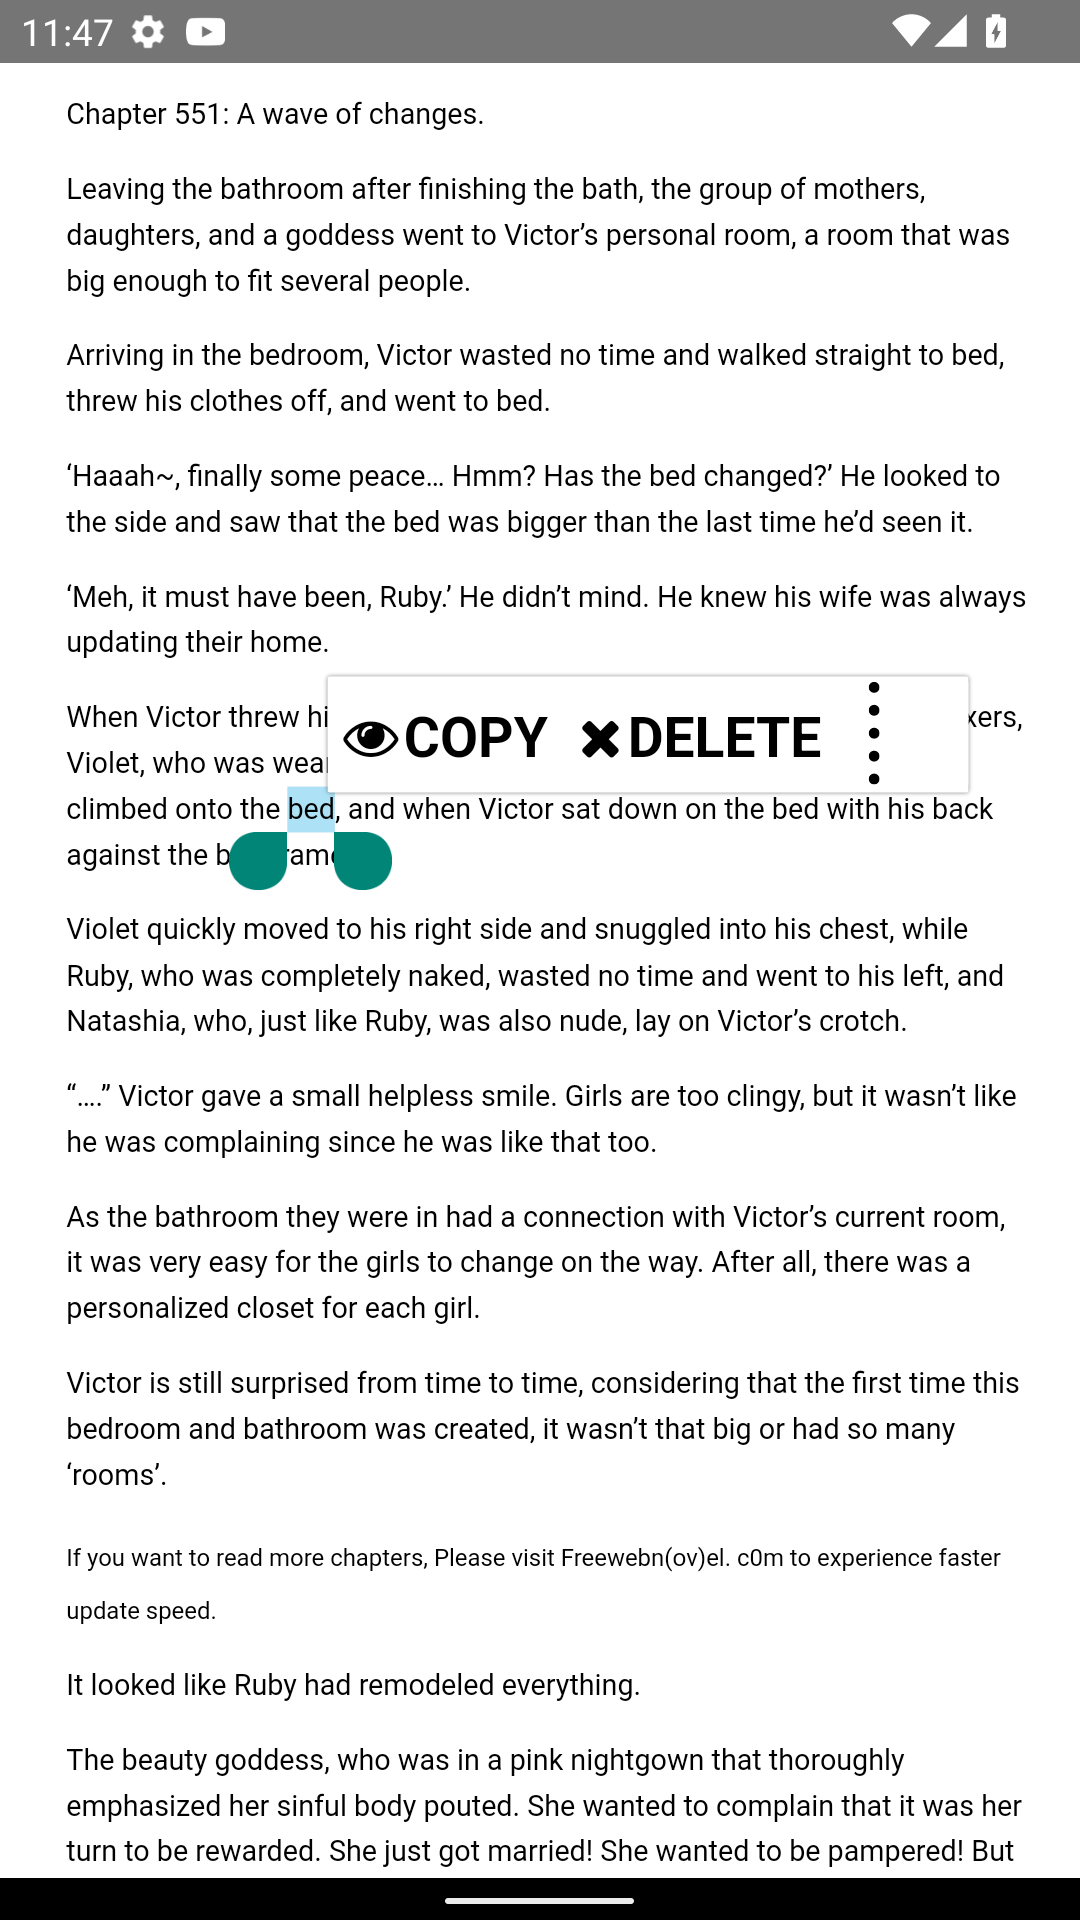 11:47
Chapter 551: A wave of changes.
Leaving the bathroom after finishing the bath, the group of mothers,
daughters, and a goddess went to Victor’s personal room, a room that was
big enough to fit several people.
Arriving in the bedroom, Victor wasted no time and walked straight to bed,
threw his clothes off, and went to bed.
‘Haaah~, finally some peace… Hmm? Has the bed changed?’ He looked to
the side and saw that the bed was bigger than the last time he’d seen it.
‘Meh, it must have been, Ruby.’ He didn’t mind. He knew his wife was always
updating their home.
COPY DELETE
When Victor threw
Violet, who was
climbed onto the bed, and when Victor sat down on the bed with his back
against the
Violet quickly moved to his right side and snuggled into his chest, while
Ruby, who was completely naked, wasted no time and went to his left, and
Natashia, who, just like Ruby, was also nude, lay on Victor’s crotch.
“….” Victor gave a small helpless smile. Girls are too clingy, but it wasn’t like
he was complaining since he was like that too.
As the bathroom they were in had a connection with Victor’s current room,
it was very easy for the girls to change on the way. After all, there was a
personalized closet for each girl.
Victor is still surprised from time to time, considering that the first time this
bedroom and bathroom was created, it wasn’t that big or had so many
‘rooms’.
If you want to read more chapters, Please visit Freewebn(ov)el. c0m to experience faster
update speed.
It looked like Ruby had remodeled everything.
The beauty goddess, who was in a pink nightgown that thoroughly
emphasized her sinful body pouted. She wanted to complain that it was her
turn to be rewarded. She just got married! She wanted to be pampered! But